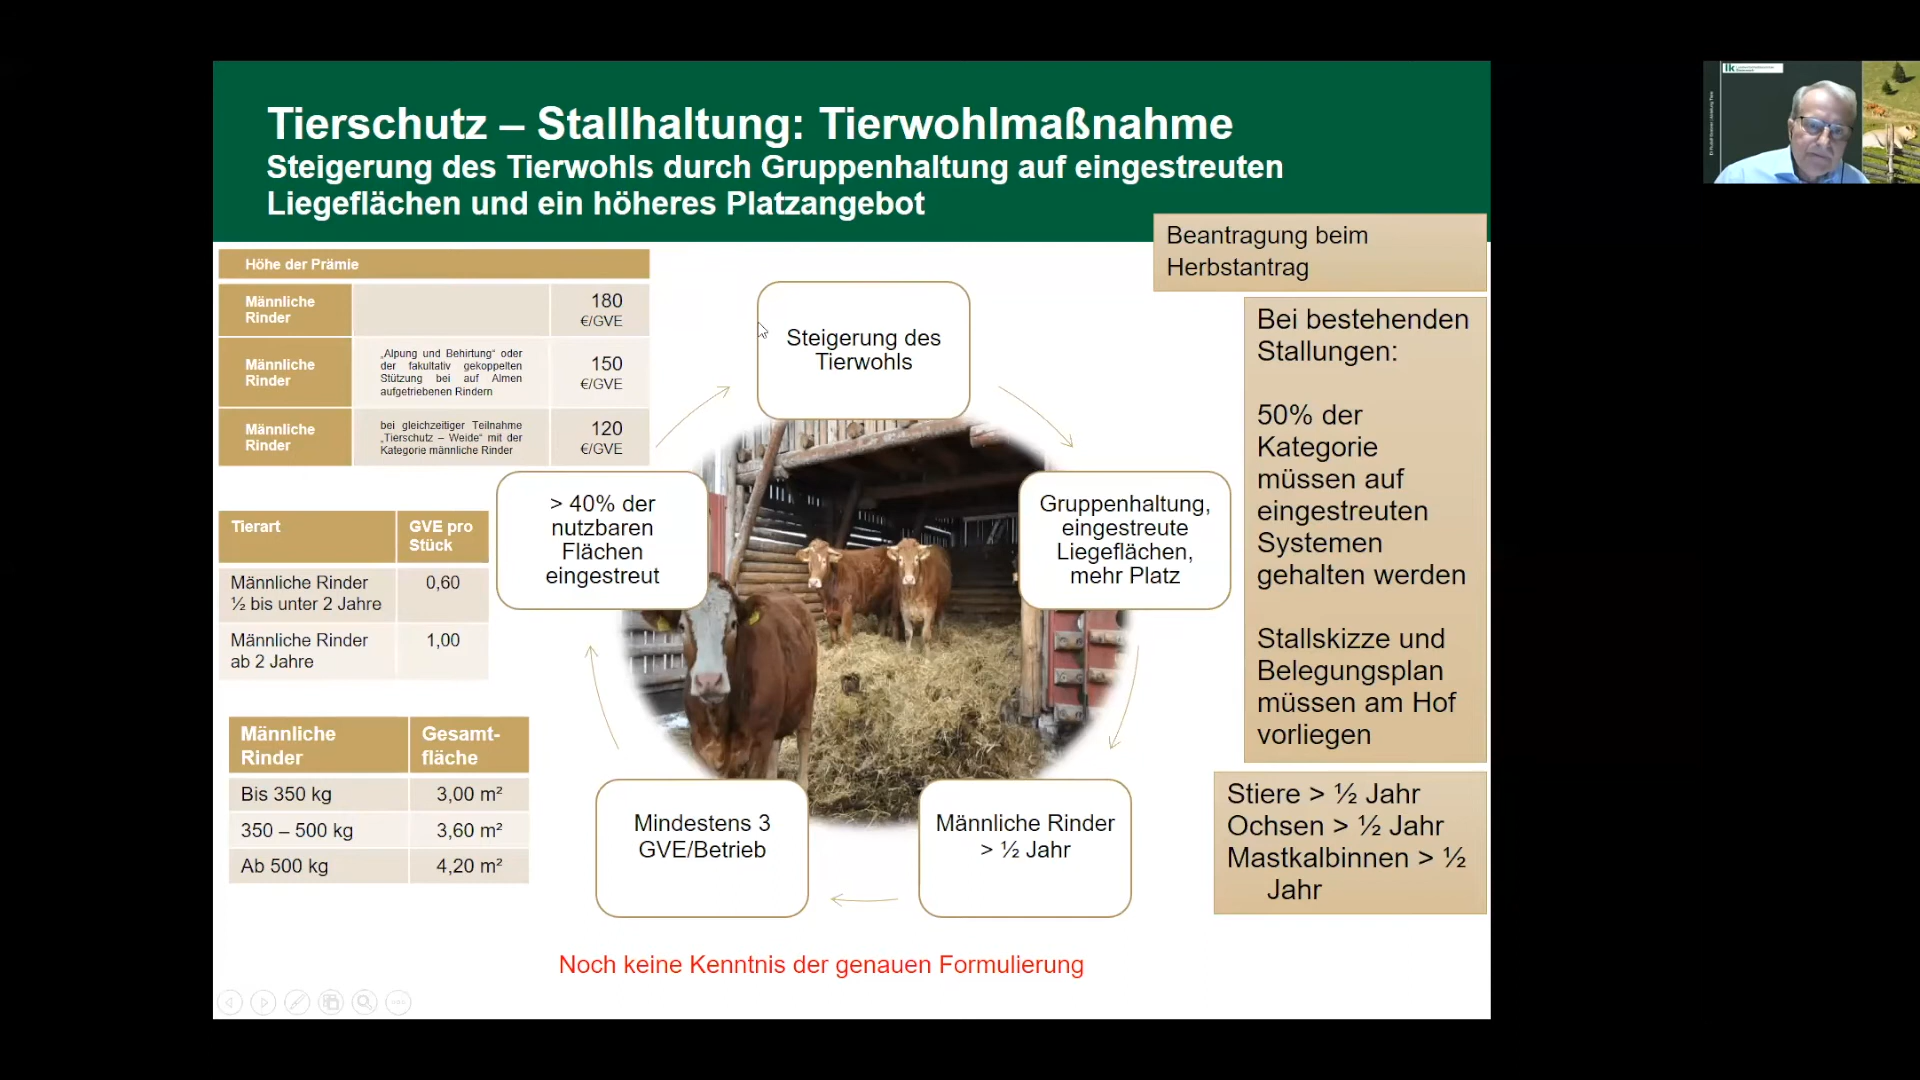 Tierschutz – Stallhaltung: Tierwohlmaßnahme
Steigerung des Tierwohls durch Gruppenhaltung auf eingestreuten
Liegeflächen und ein höheres Platzangebot
Beantragung beim
Herbstantrag
Höhe der Prämie
Männliche
Rinder
180
€/GVE
Männliche
Rinder
„Alpung und Behirtung“ oder
der fakultativ gekoppelten
Stützung bei auf Almen
aufgetriebenen Rindern
150
€/GVE
Männliche
Rinder
bei gleichzeitiger Teilnahme
„Tierschutz – Weide“ mit der
Kategorie männliche Rinder
120
€/GVE
Tierart
GVE pro
Stück
Männliche Rinder
½ bis unter 2 Jahre
0,60
Männliche Rinder
ab 2 Jahre
1,00
Männliche
Rinder
Gesamt-
fläche
Bis 350 kg
3,00 m²
350 – 500 kg
3,60 m²
Ab 500 kg
4,20 m²
Steigerung des
Tierwohls
Gruppenhaltung,
eingestreute
Liegeflächen,
mehr Platz
Männliche Rinder
> ½ Jahr
Mindestens 3
GVE/Betrieb
> 40% der
nutzbaren
Flächen
eingestreut
Bei bestehenden
Stallungen:
50% der
Kategorie
müssen auf
eingestreuten
Systemen
gehalten werden
Stallskizze und
Belegungsplan
müssen am Hof
vorliegen
Stiere > ½ Jahr
Ochsen > ½ Jahr
Mastkalbinnen > ½
Jahr
Noch keine Kenntnis der genauen Formulierung
lk